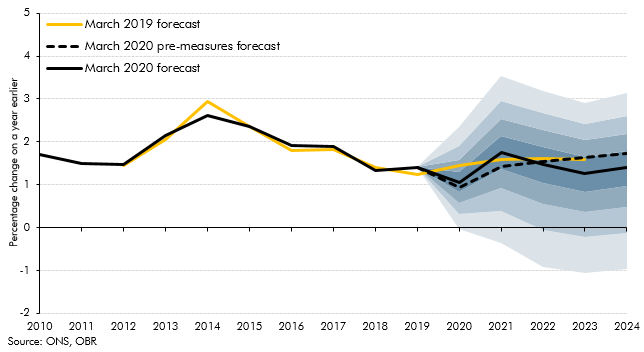 March 2019 forecast
March 2020 pre-measures forecast
March 2020 forecast
Percentage change on a year earlier
5
4
3
2
1
0
-1
-2
2010 2011 2012 2013 2014 2015 2016 2017 2018 2019 2020 2021 2022 2023 2024
Source: ONS, OBR